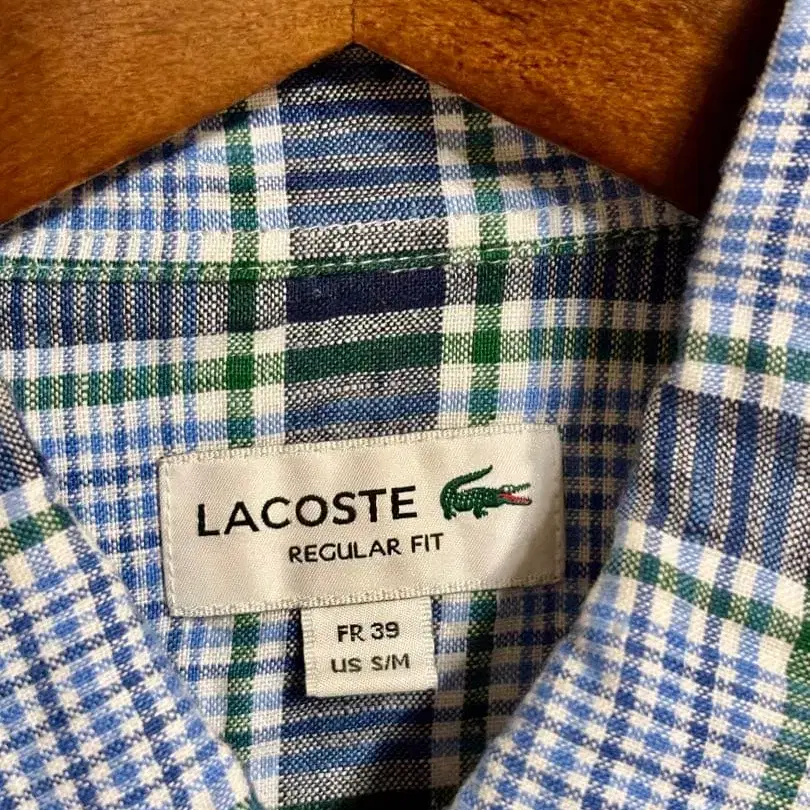 LACOSTE
REGULAR FIT
FR 39
US S/M